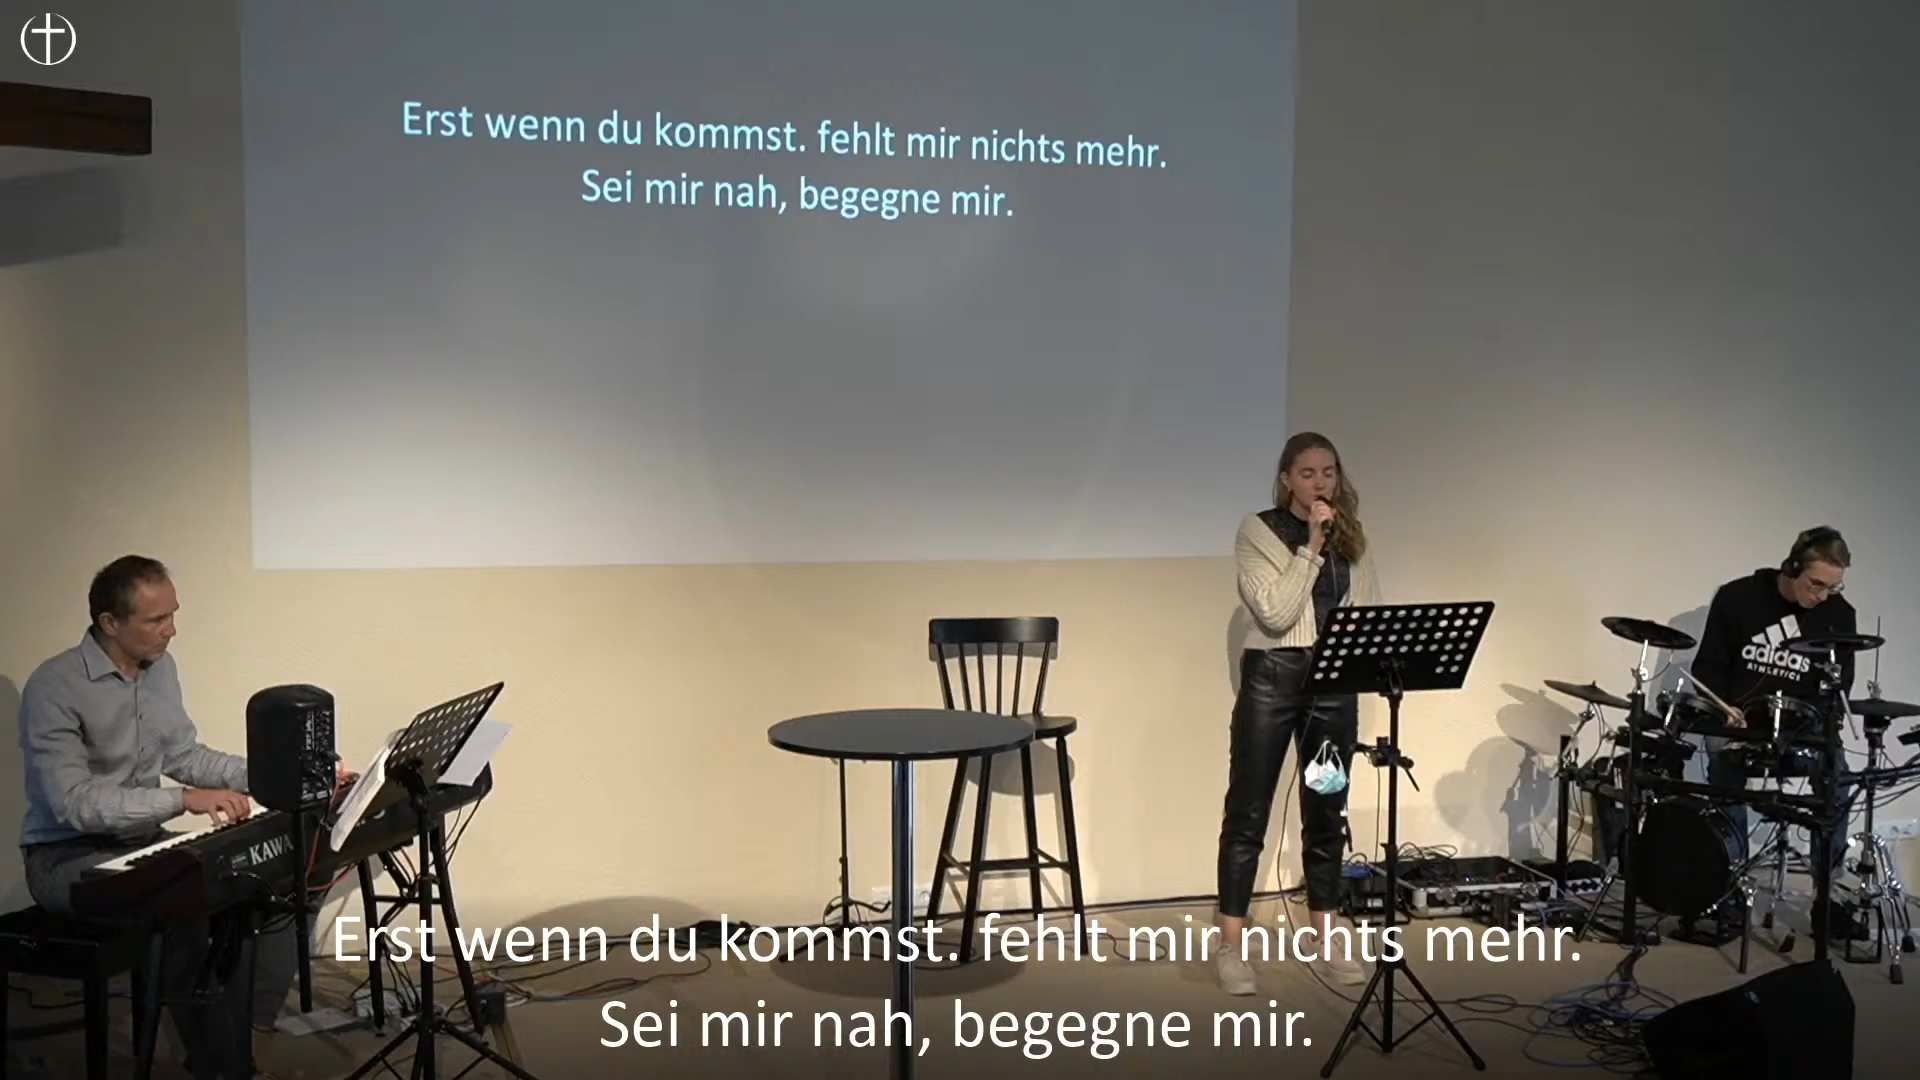 Erst wenn du kommst. fehlt mir nichts mehr.
Sei mir nah, begegne mir.
adidas
ATHLETICS
KAWA
Erst wenn du kommst. fehlt mir nichts mehr.
Sei mir nah, begegne mir.